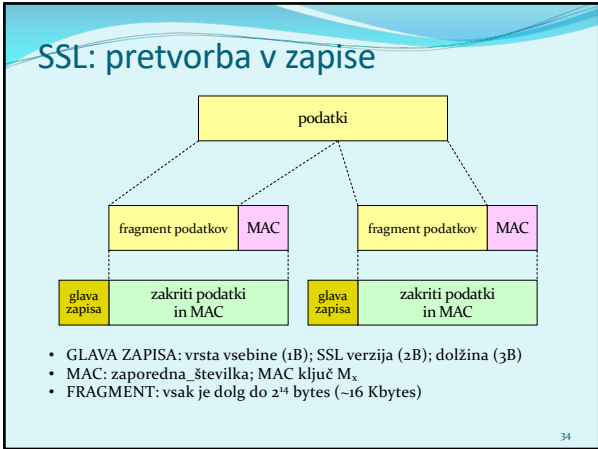 SSL: pretvorba v zapise
podatki
fragment podatkov MAC fragment podatkov MAC
glava zapisa
zakriti podatki
in MAC
glava zapisa
zakriti podatki
in MAC
• GLAVA ZAPISA: vrsta vsebine (1B); SSL verzija (2B); dolžina (3B)
• MAC: zaporedna_številka; MAC ključ Mₓ
• FRAGMENT: vsak je dolg do 2¹⁴ bytes (~16 Kbytes)
34